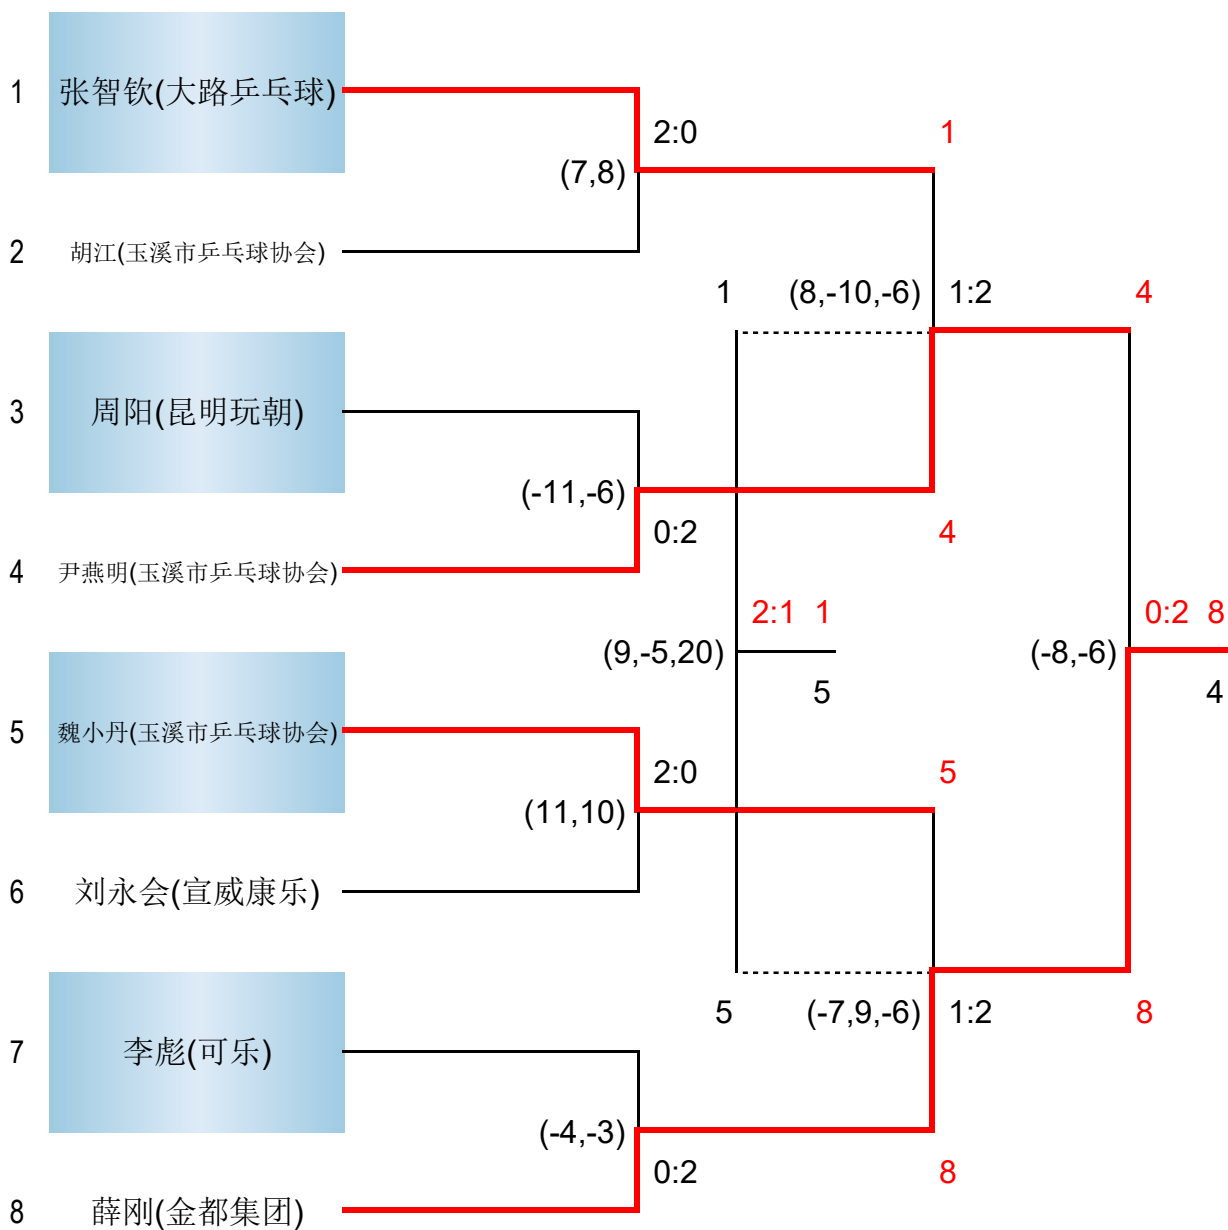 1 张智钦(大路乒乓球)
2:0 1
(7,8)
2 胡江(玉溪市乒乓球协会)
1 (8,-10,-6) 1:2 4
3 周阳(昆明玩朝)
(-11,-6)
0:2 4
4 尹燕明(玉溪市乒乓球协会)
2:1 1 0:2 8
(9,-5,20) (-8,-6)
5 4
5 魏小丹(玉溪市乒乓球协会)
2:0 5
(11,10)
6 刘永会(宣威康乐)
5 (-7,9,-6) 1:2 8
7 李彪(可乐)
(-4,-3)
0:2 8
8 薛刚(金都集团)